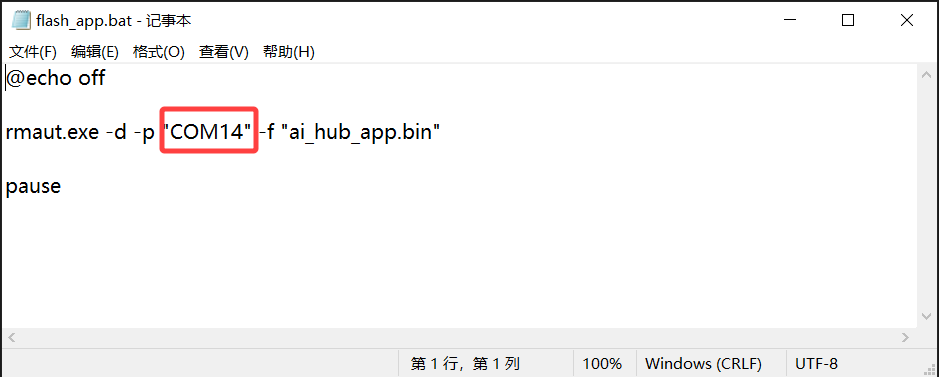 flash_app.bat - 记事本
文件(F) 编辑(E) 格式(O) 查看(V) 帮助(H)
@echo off
rmaut.exe -d -p "COM14" -f "ai_hub_app.bin"
pause
第 1 行，第 1 列 100% Windows (CRLF) UTF-8